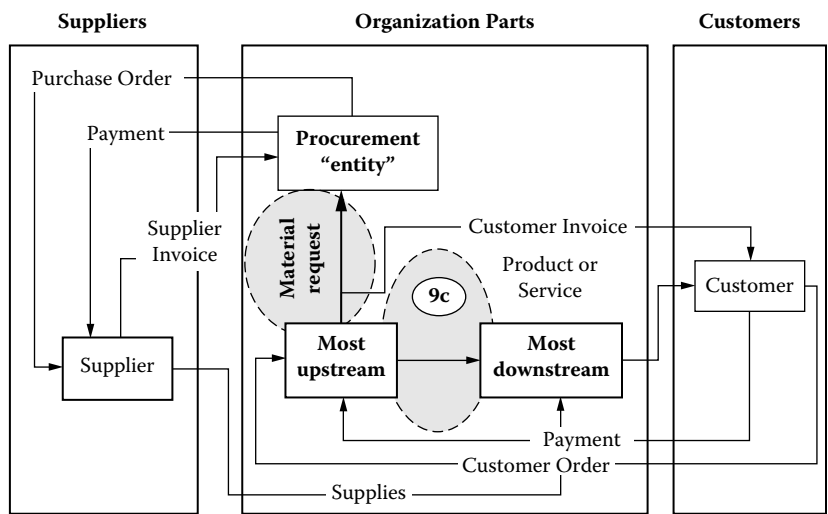 Suppliers
Organization Parts
Customers
Purchase Order
Payment
Procurement
“entity”
Supplier
Invoice
Material
request
Customer Invoice
Product or
Service
9c
Customer
Supplier
Most
upstream
Most
downstream
Payment
Customer Order
Supplies